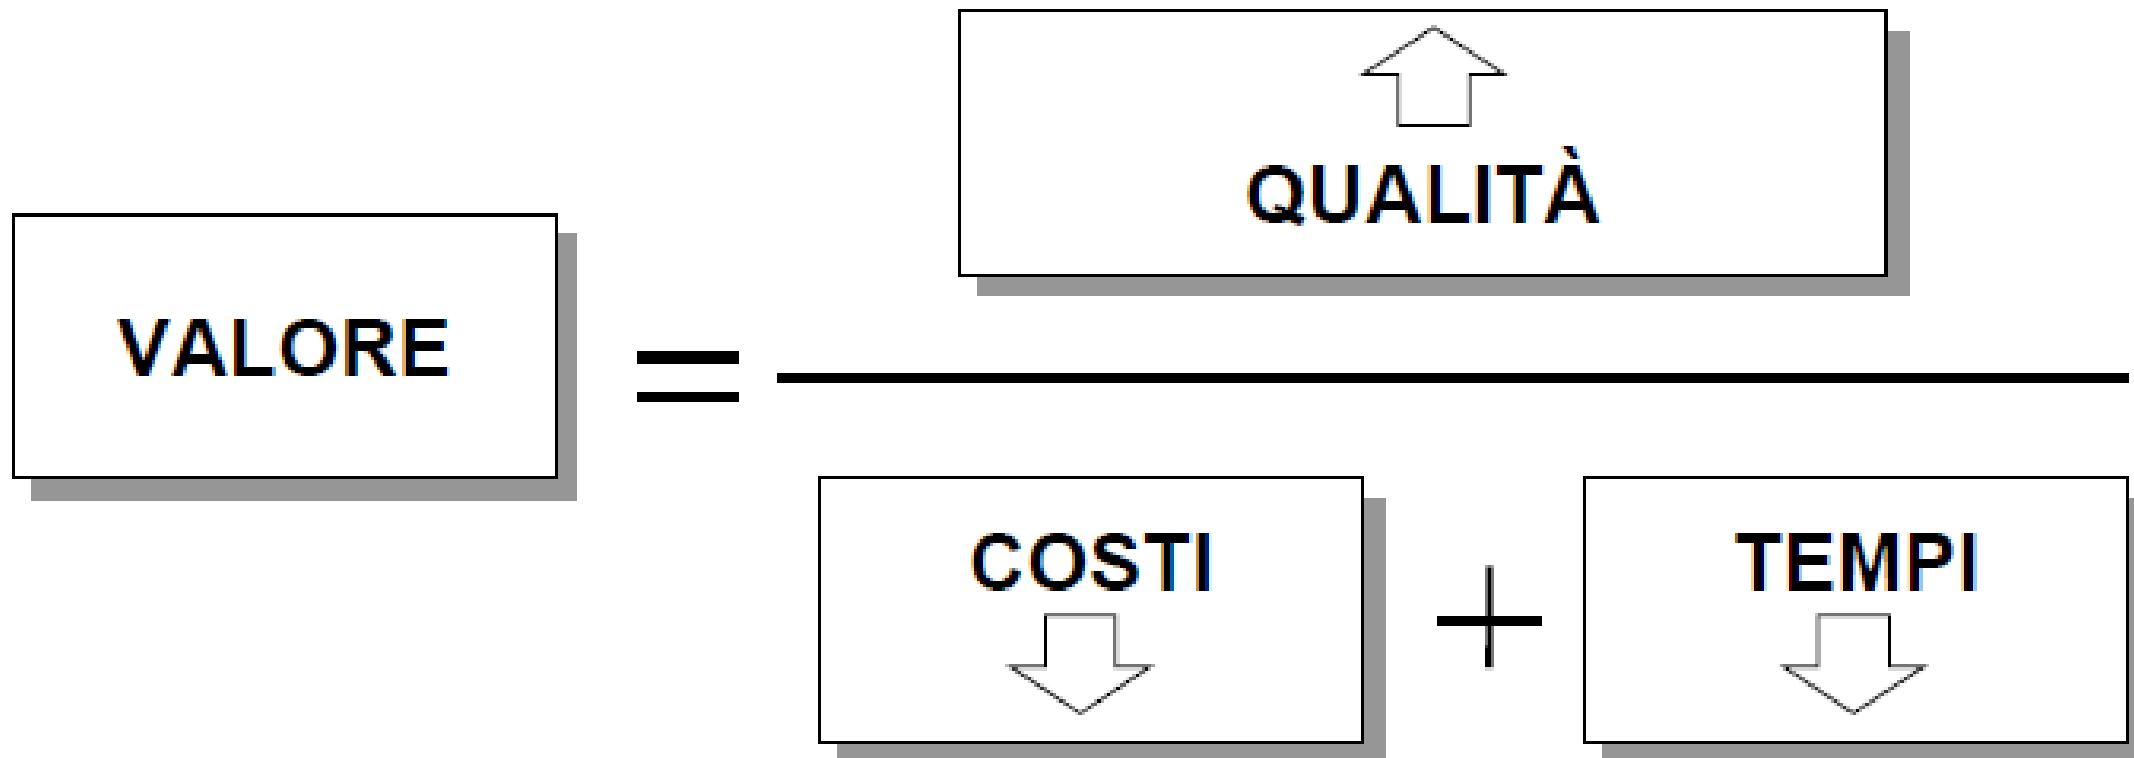 QUALITÀ
VALORE
=
COSTI + TEMPI